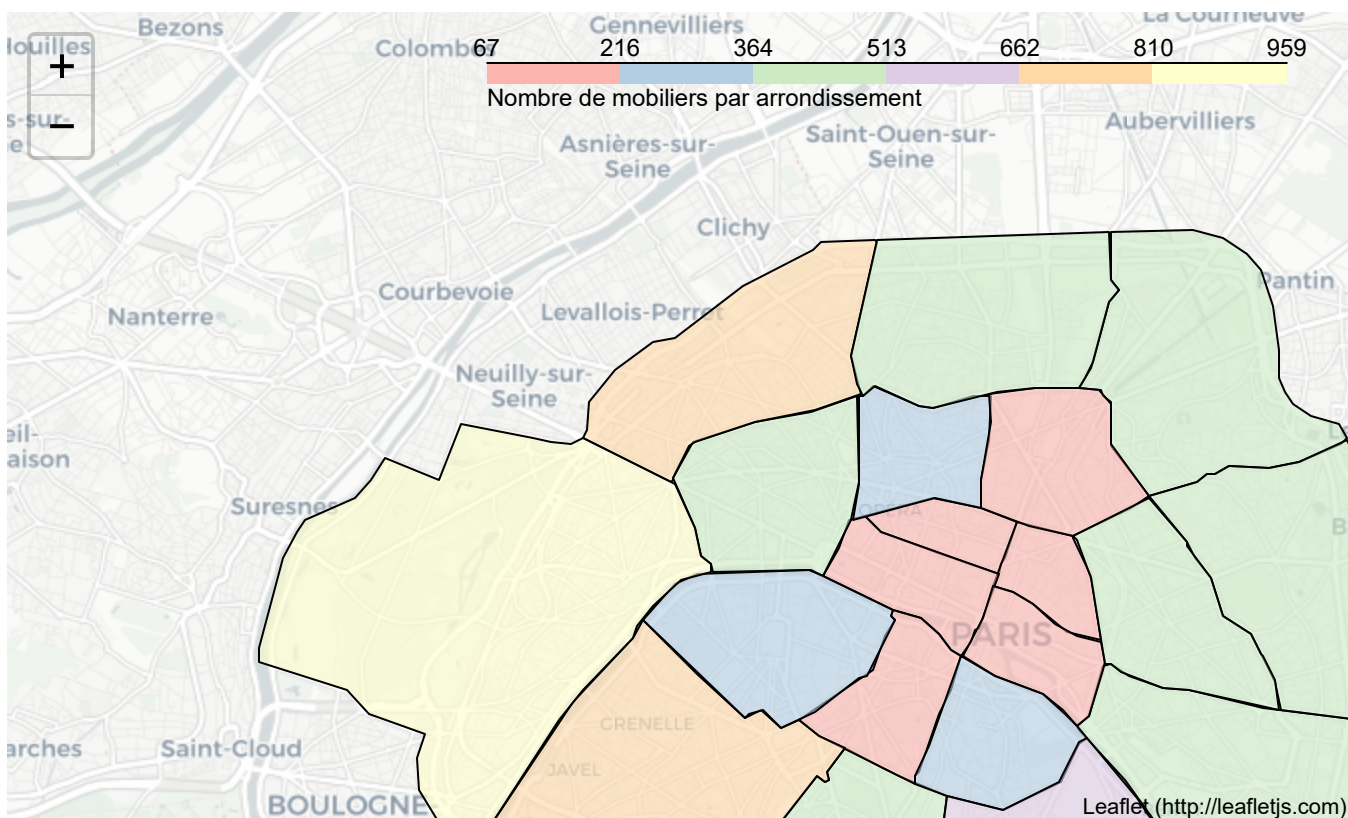 La Courneuve
Gennevilliers
Bezons
Colomb
+
−
67 216 364 513 662 810 959
Nombre de mobiliers par arrondissement
Aubervilliers
Saint-Ouen-sur-
Seine
Asnières-sur-
Seine
Clichy
Pantin
Courbevoie
Levallois-Perret
Nanterre
Neuilly-sur-
Seine
Suresnes
OPÉRA
PARIS
GRENELLE
JAVEL
Saint-Cloud
BOULOGNE-
Leaflet (http://leafletjs.com)